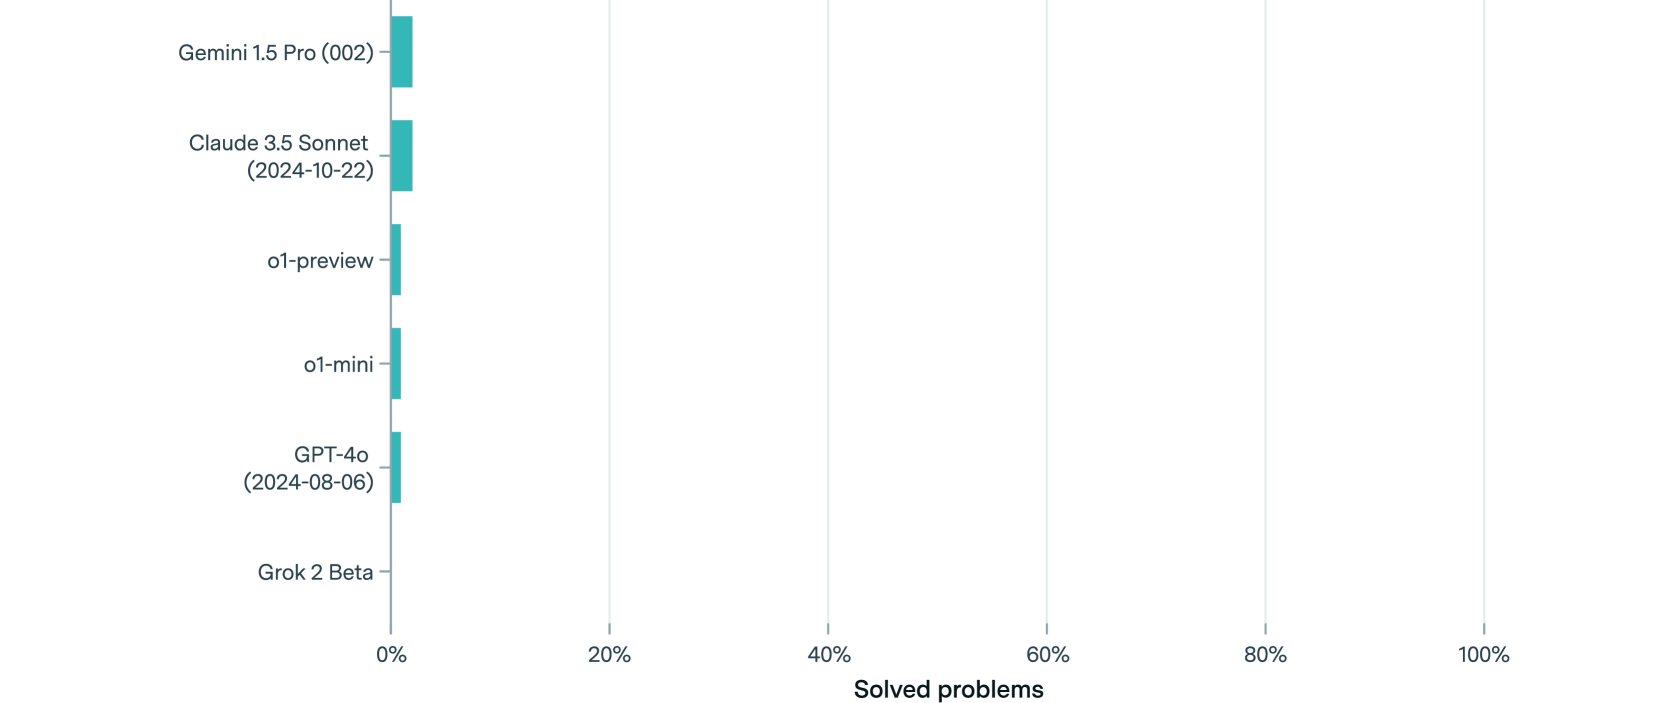 Gemini 1.5 Pro (002)
Claude 3.5 Sonnet
(2024-10-22)
o1-preview
o1-mini
GPT-4o
(2024-08-06)
Grok 2 Beta
0% 20% 40% 60% 80% 100%
Solved problems